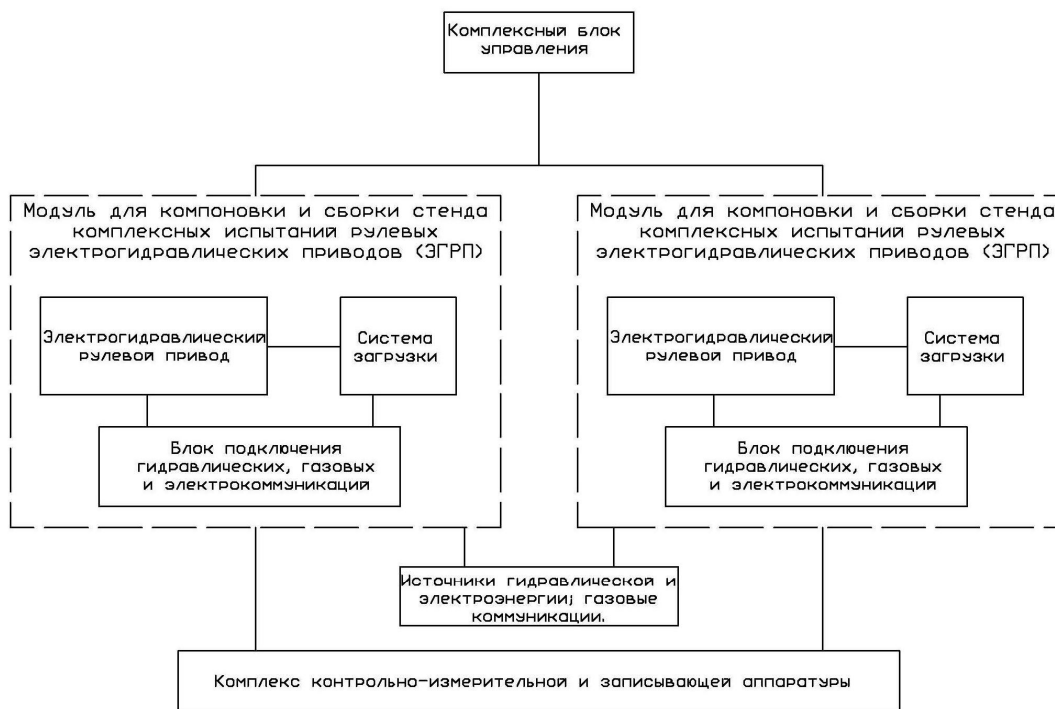 Комплексный блок
управления
Модуль для компоновки и сборки стенда
комплексных испытаний рулевых
электрогидравлических приводов (ЭГРП)
Электрогидравлический
рулевой привод
Система
загрузки
Блок подключения
гидравлических, газовых
и электрокоммуникаций
Модуль для компоновки и сборки стенда
комплексных испытаний рулевых
электрогидравлических приводов (ЭГРП)
Электрогидравлический
рулевой привод
Система
загрузки
Блок подключения
гидравлических, газовых
и электрокоммуникаций
Источники гидравлической и
электроэнергии; газовые
коммуникации.
Комплекс контрольно-измерительной и записывающей аппаратуры